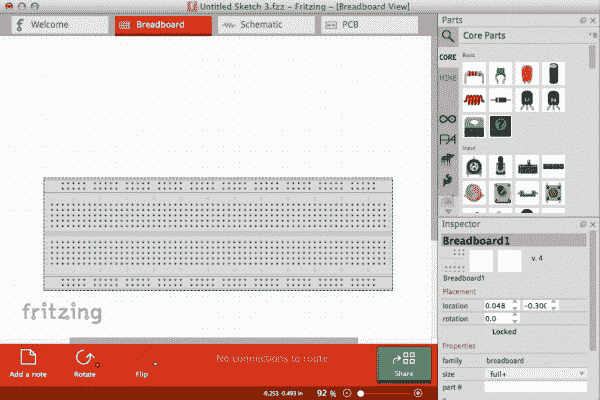 Untitled Sketch 3.fzz – Fritzing – [Breadboard View]
Welcome
Breadboard
Schematic
PCB
Parts
Core Parts
CORE
MINE
Basic
Input
fritzing
Inspector
Breadboard1
v. 4
Breadboard1
Placement
location 0.048 -0.300
rotation 0.0
Locked
Properties
family breadboard
size full+
part #
No connections to route
Add a note
Rotate
Flip
Share
-0.253 -0.493 in 92 %